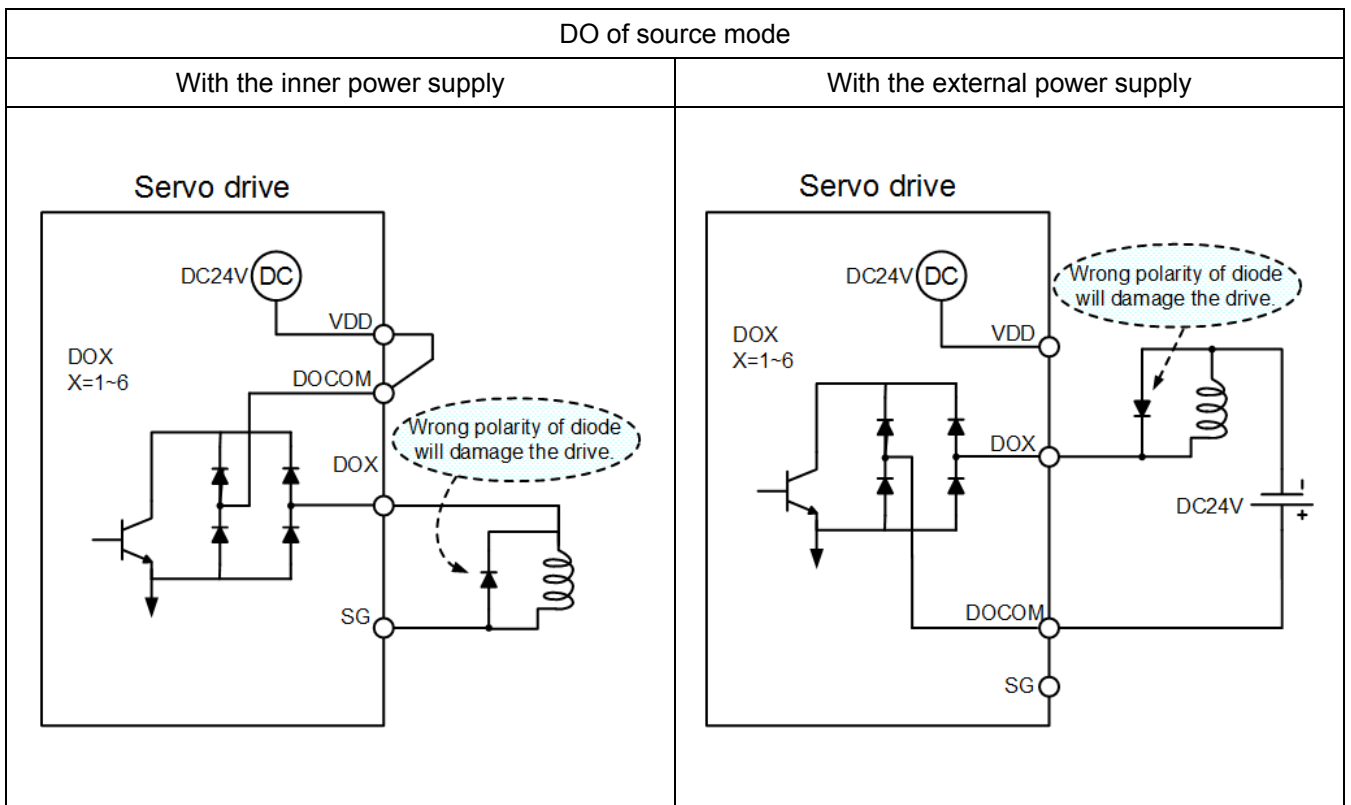 DO of source mode
With the inner power supply
With the external power supply
Servo drive
DC24V
DC
VDD
DOX
X=1~6
DOCOM
Wrong polarity of diode
will damage the drive.
DOX
SG
Servo drive
DC24V
DC
Wrong polarity of diode
will damage the drive.
VDD
DOX
X=1~6
DOX
DC24V
-
+
DOCOM
SG